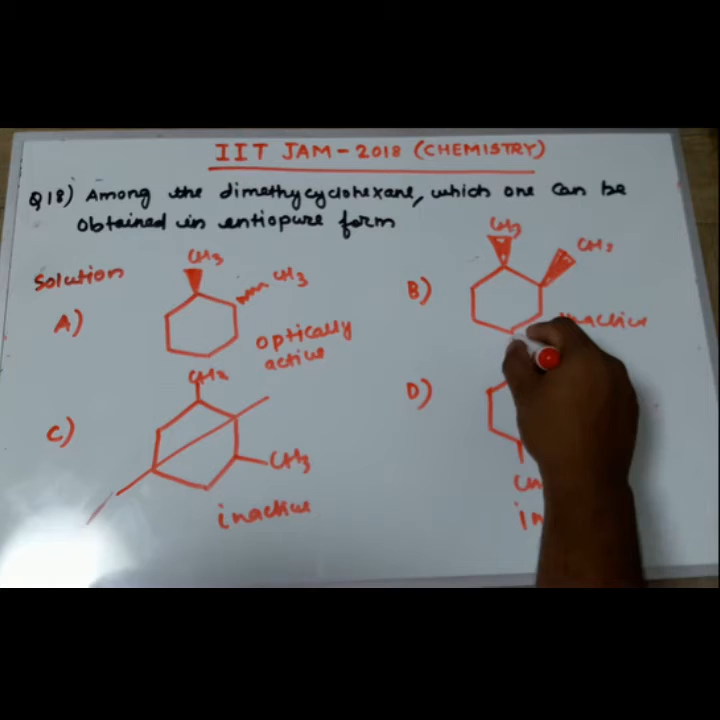 IIT JAM-2018 (CHEMISTRY)
Q18) Among the dimethycyclohexane, which one can be
obtained in entiopure form
Solution
A)
CH3
CH3
optically
active
B)
CH3
CH3
C)
CH3
CH3
inactive
D)